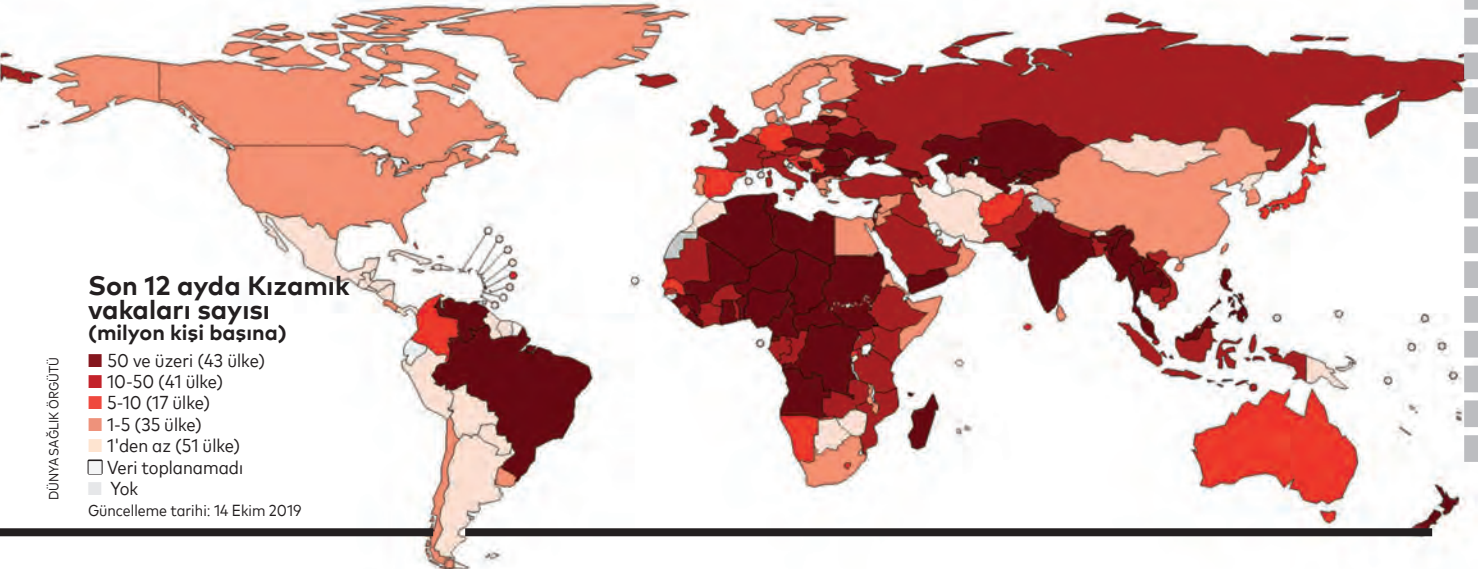 Son 12 ayda Kızamık
vakaları sayısı
(milyon kişi başına)
50 ve üzeri (43 ülke)
10-50 (41 ülke)
5-10 (17 ülke)
1-5 (35 ülke)
1'den az (51 ülke)
Veri toplanamadı
Yok
Güncelleme tarihi: 14 Ekim 2019
DÜNYA SAĞLIK ÖRGÜTÜ